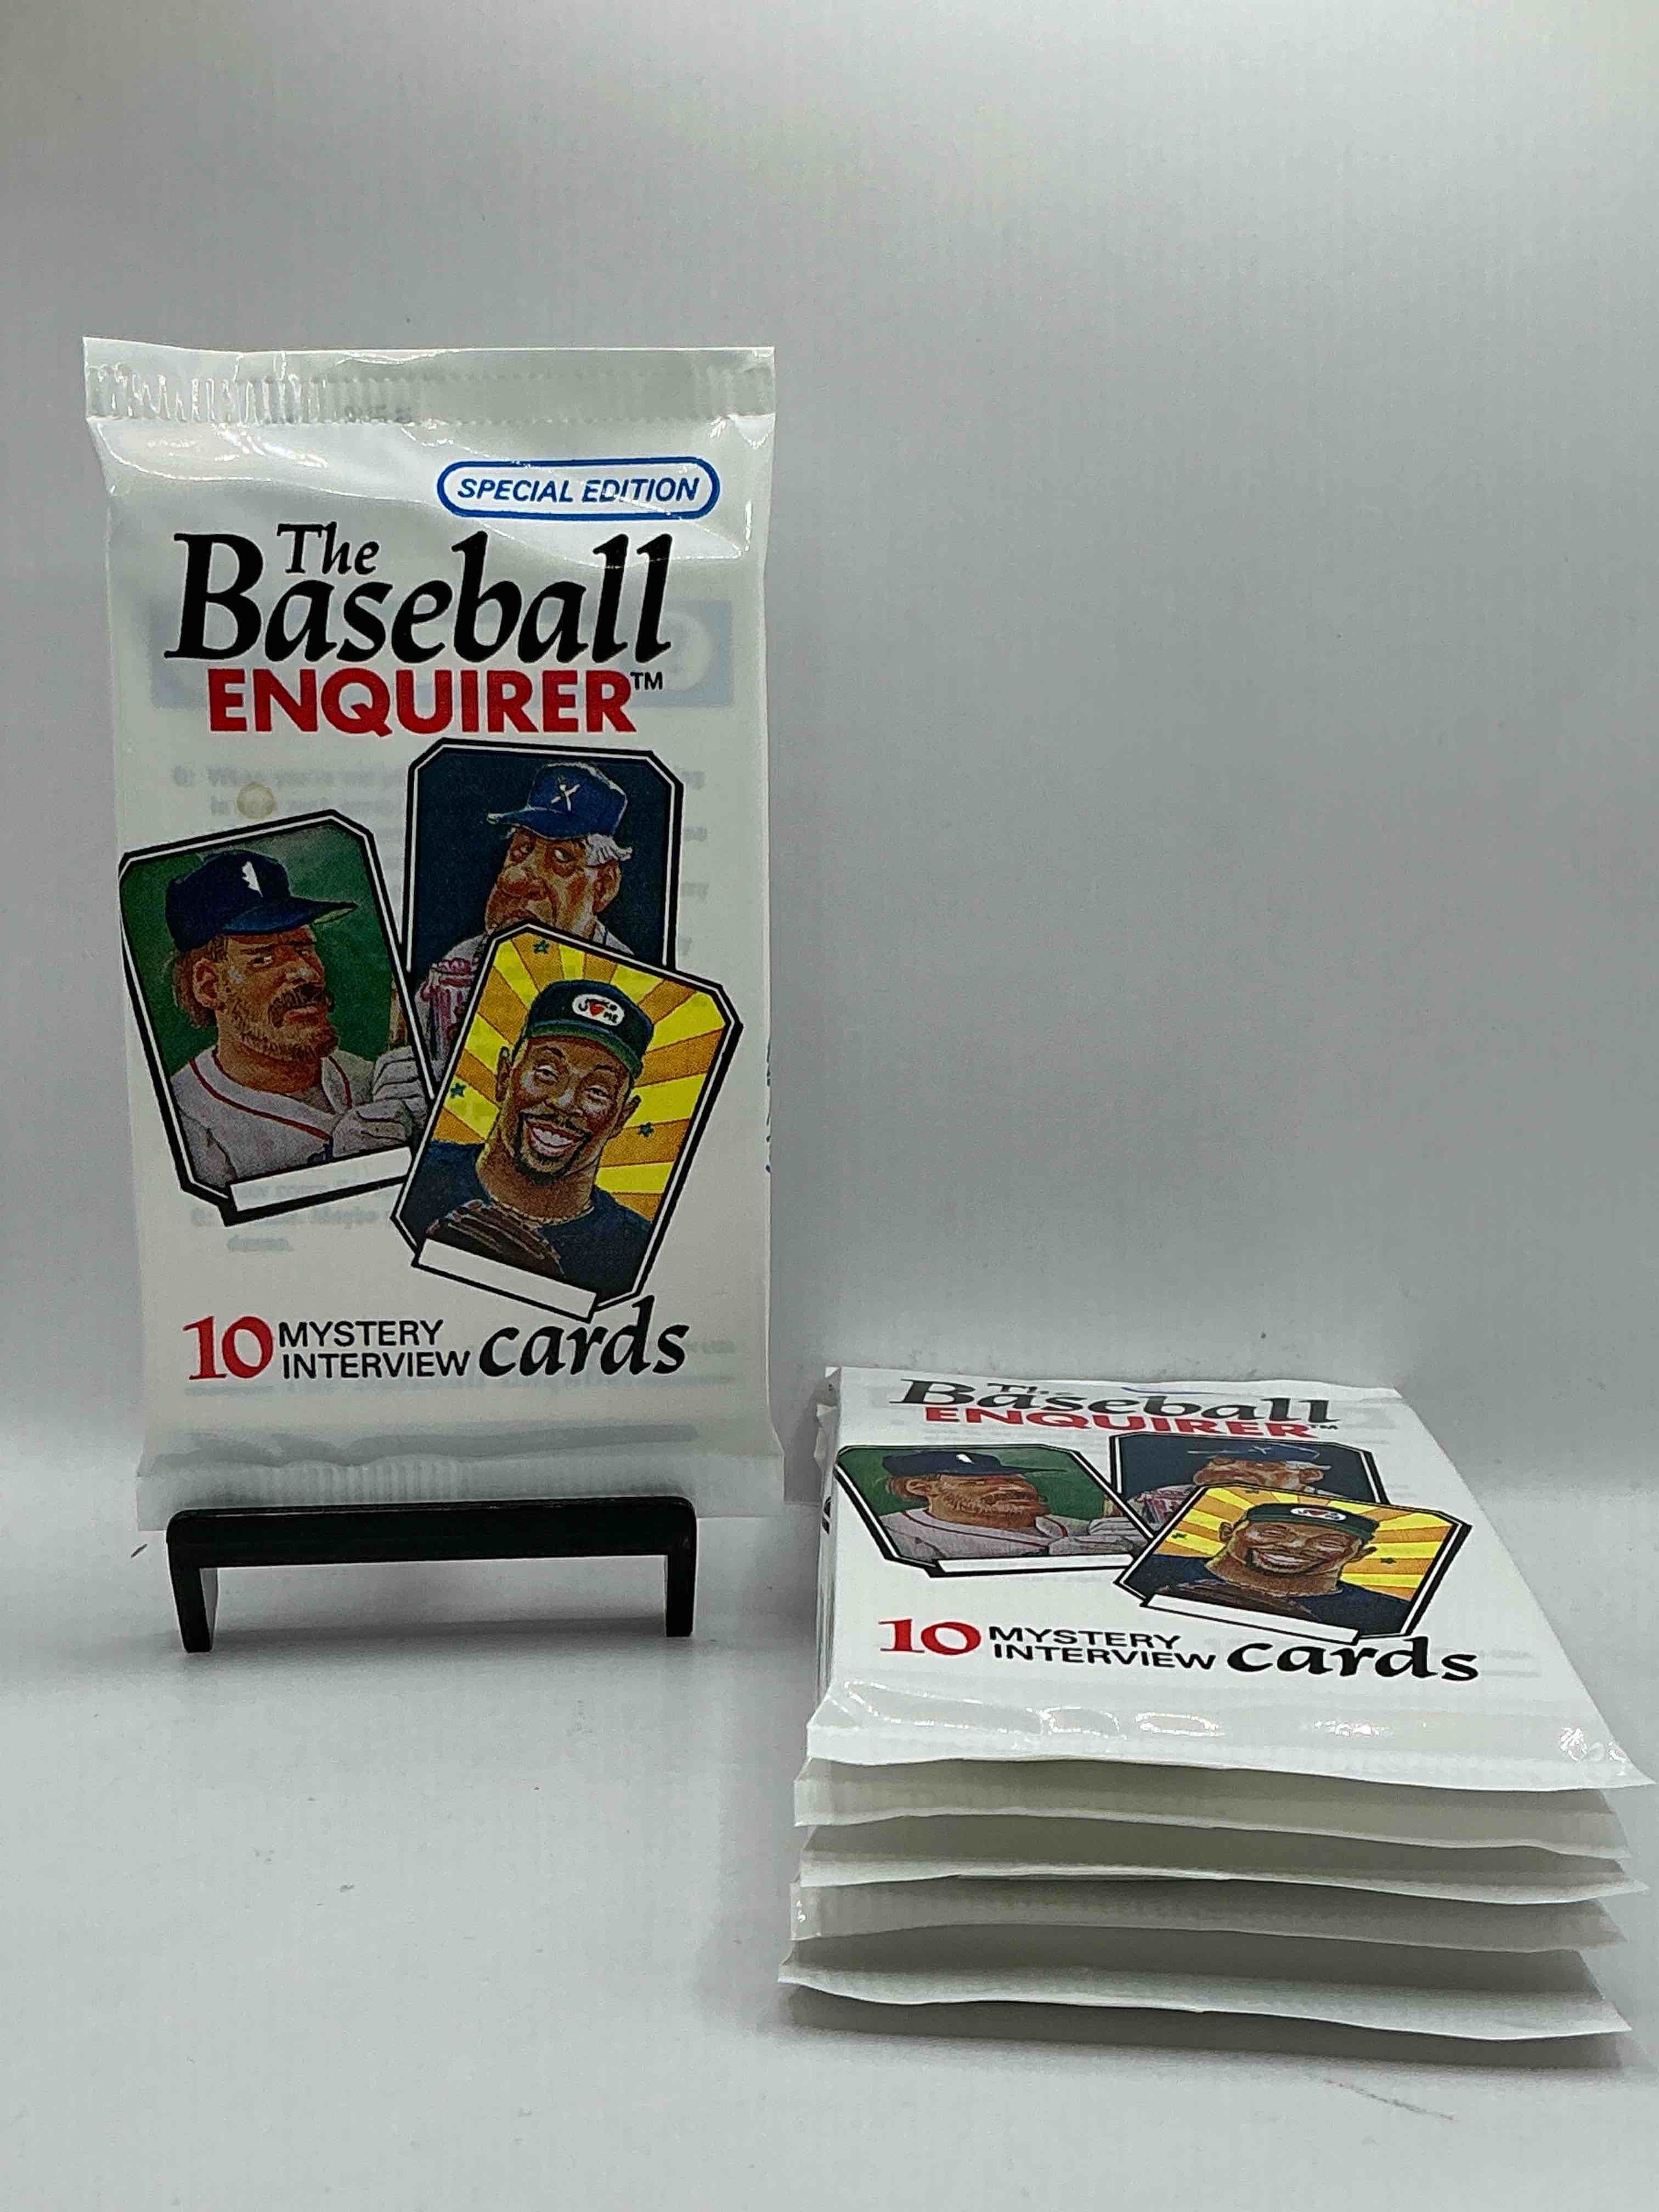 SPECIAL EDITION
The
Baseball
ENQUIRER™
10 MYSTERY
INTERVIEW cards
The
Baseball
ENQUIRER™
10 MYSTERY
INTERVIEW cards